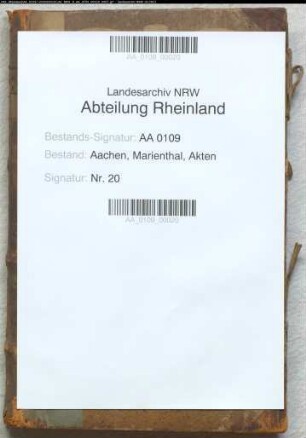 AA_0109_00020
Landesarchiv NRW
Abteilung Rheinland
Bestands-Signatur: AA 0109
Bestand: Aachen, Marienthal, Akten
Signatur: Nr. 20
AA_0109_00020